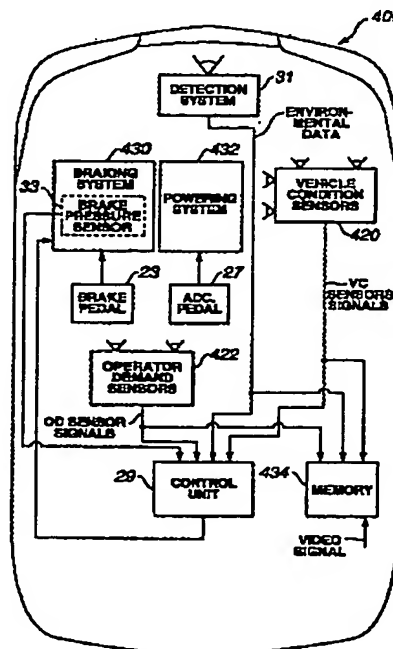 40
31
DETECTION
SYSTEM
ENVIRON-
MENTAL
DATA
430
432
BRAKING
SYSTEM
33
BRAKE
PRESSURE
SENSOR
POWERING
SYSTEM
VEHICLE
CONDITION
SENSORS
420
23
27
BRAKE
PEDAL
ACC.
PEDAL
VC
SENSORS
SIGNALS
422
OPERATOR
DEMAND
SENSORS
OD SENSOR
SIGNALS
29
CONTROL
UNIT
434
MEMORY
VIDEO
SIGNAL